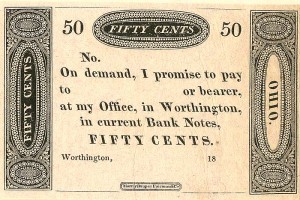 50 FIFTY CENTS 50
FIFTY CENTS
No.
On demand, I promise to pay
to or bearer,
at my Office, in Worthington,
in current Bank Notes,
FIFTY CENTS.
Worthington, 18
OHIO.